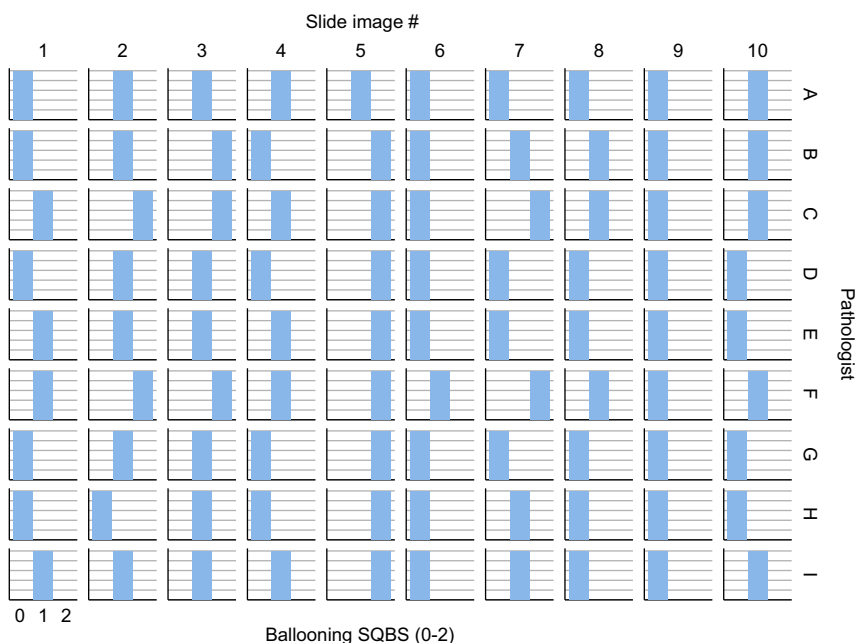 Slide image #
1 2 3 4 5 6 7 8 9 10
A
B
C
D
E
F
G
H
I
Pathologist
0 1 2
Ballooning SQBS (0-2)